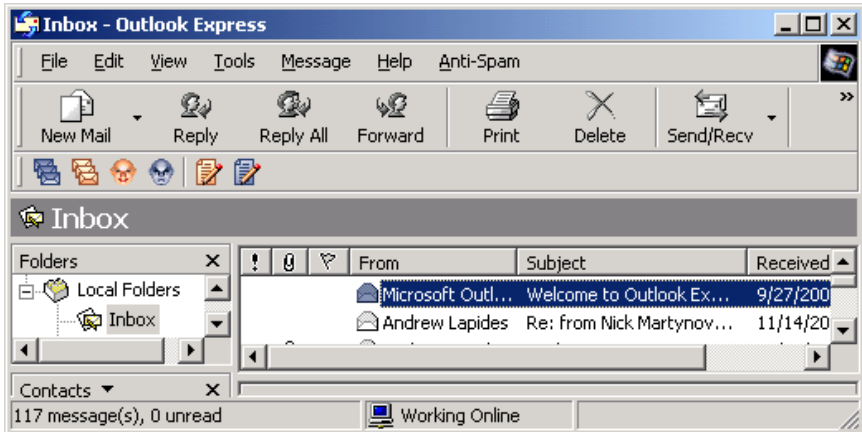 Inbox - Outlook Express
File Edit View Tools Message Help Anti-Spam
New Mail Reply Reply All Forward Print Delete Send/Recv »
Inbox
Folders x ! From Subject Received
Local Folders
Microsoft Outl... Welcome to Outlook Ex... 9/27/200
Inbox
Andrew Lapides Re: from Nick Martynov... 11/14/20
Contacts x
117 message(s), 0 unread Working Online